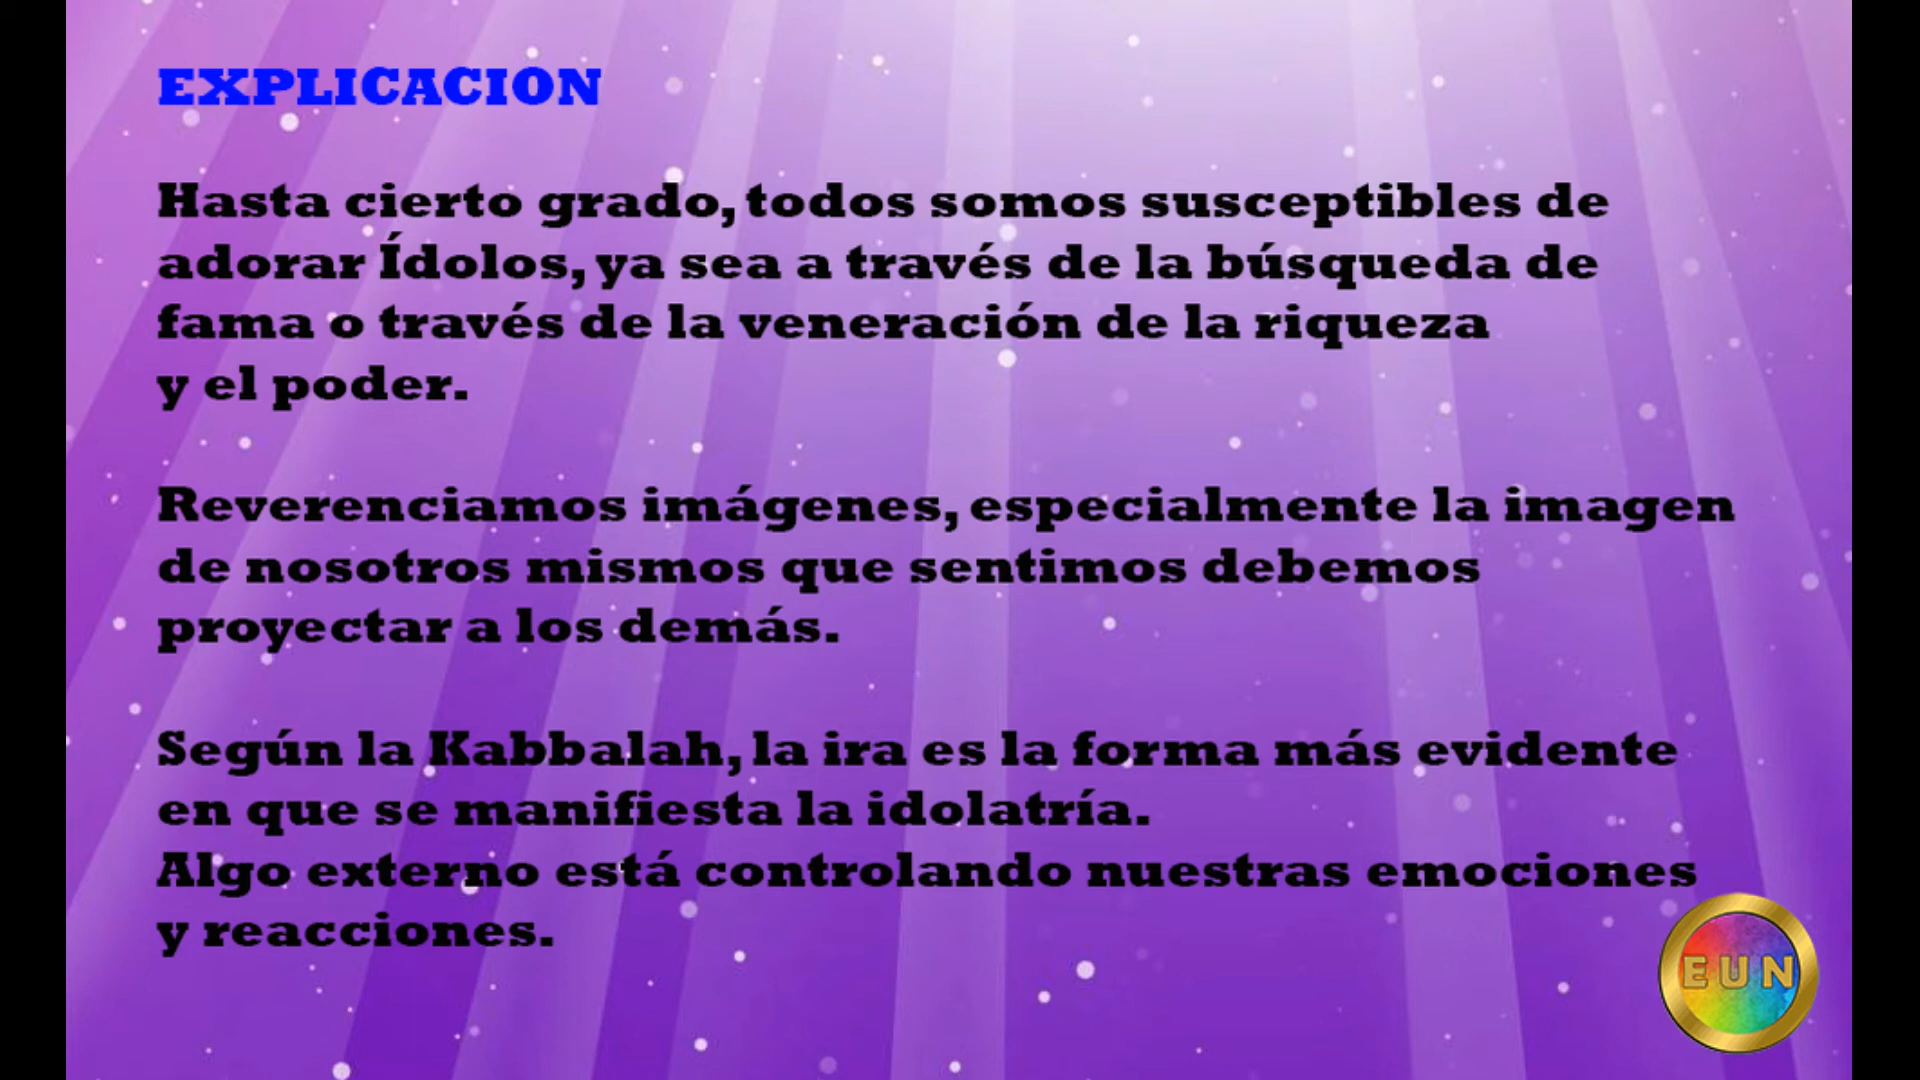 EXPLICACION
Hasta cierto grado, todos somos susceptibles de
adorar Ídolos, ya sea a través de la búsqueda de
fama o través de la veneración de la riqueza
y el poder.
Reverenciamos imágenes, especialmente la imagen
de nosotros mismos que sentimos debemos
proyectar a los demás.
Según la Kabbalah, la ira es la forma más evidente
en que se manifiesta la idolatría.
Algo externo está controlando nuestras emociones
y reacciones.
EUN